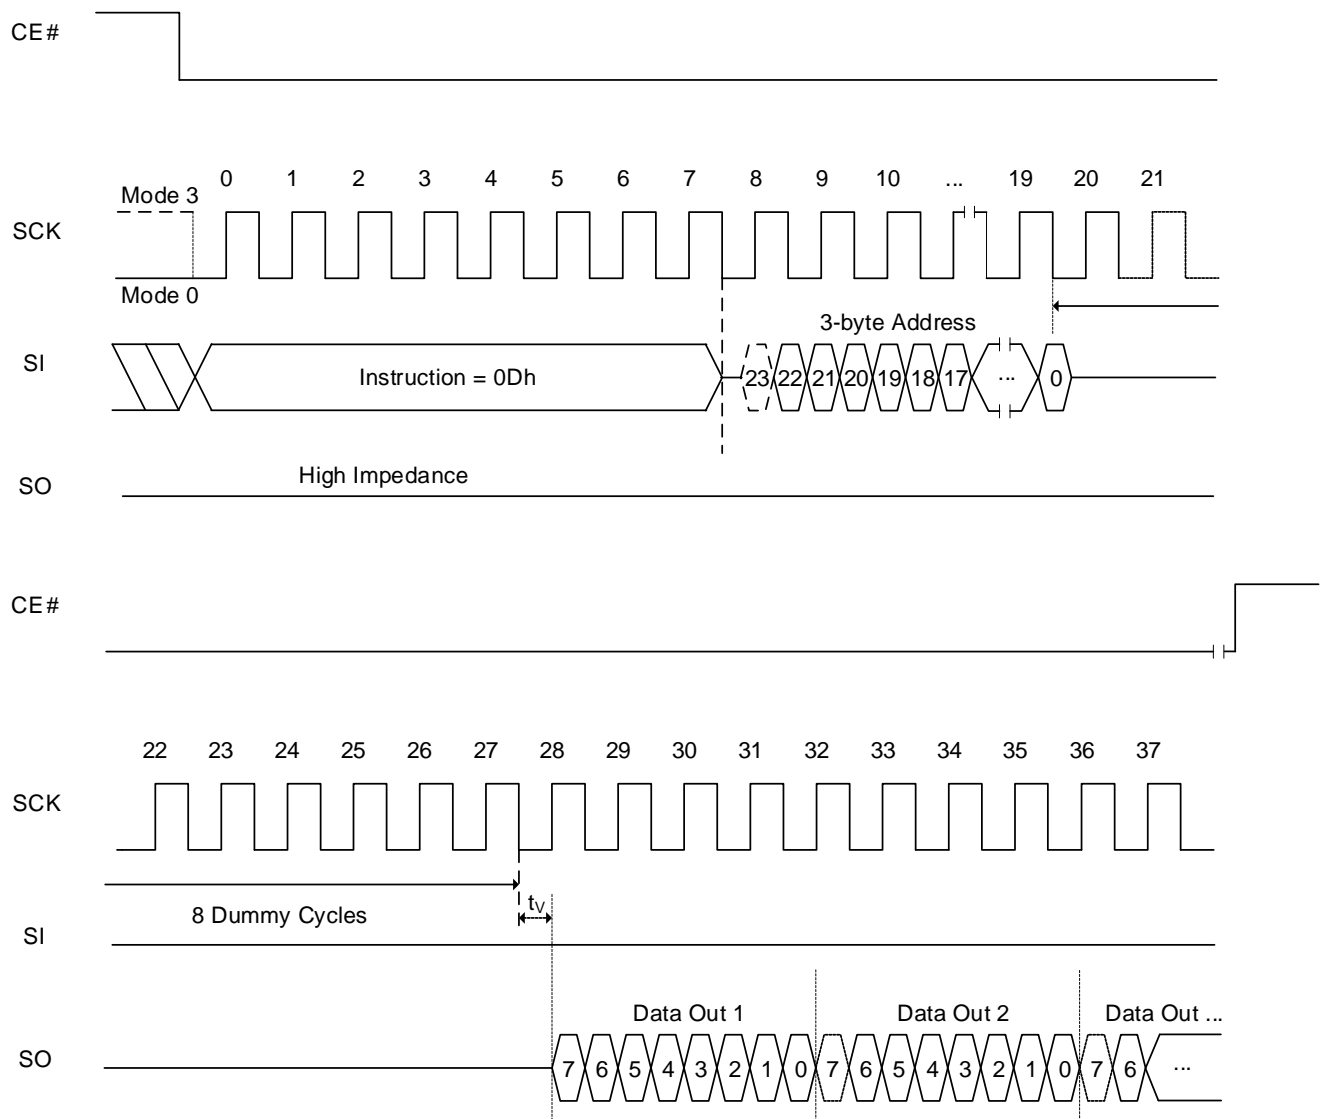 CE#
0 1 2 3 4 5 6 7 8 9 10 ... 19 20 21
Mode 3
SCK
Mode 0
3-byte Address
SI
Instruction = 0Dh
23 22 21 20 19 18 17 ... 0
High Impedance
SO
CE#
22 23 24 25 26 27 28 29 30 31 32 33 34 35 36 37
SCK
8 Dummy Cycles
tV
SI
Data Out 1 Data Out 2 Data Out ...
SO
7 6 5 4 3 2 1 0 7 6 5 4 3 2 1 0 7 6 ...